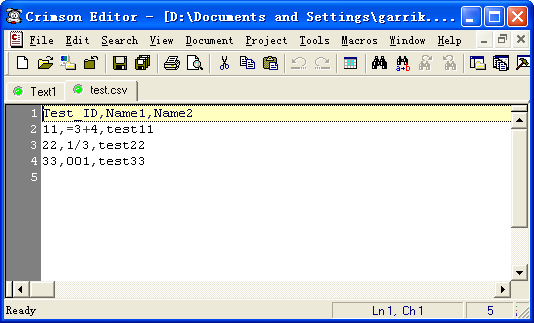 Crimson Editor - [D:\Documents and Settings\garrik....
File Edit Search View Document Project Tools Macros Window Help
Text1 test.csv
1 Test_ID,Name1,Name2
2 11,=3+4,test11
3 22,1/3,test22
4 33,001,test33
5
Ready Ln 1, Ch 1 5